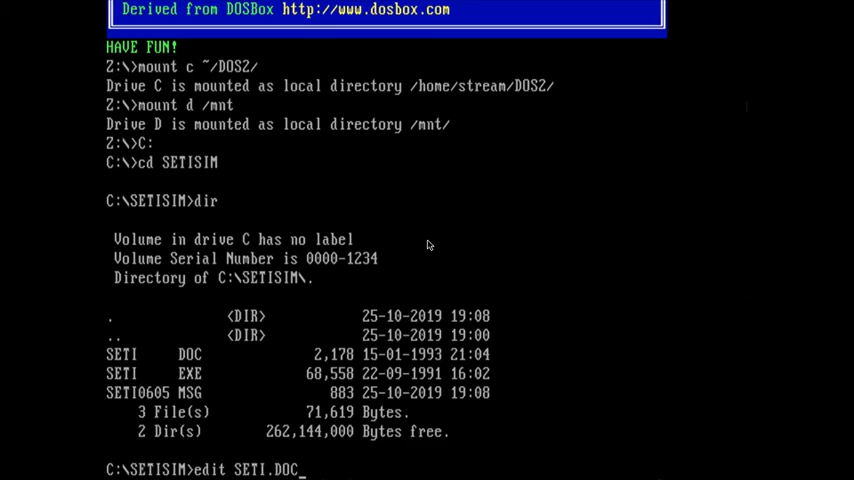 Derived from DOSBox http://www.dosbox.com
HAVE FUN!
Z:\>mount c ~/DOS2/
Drive C is mounted as local directory /home/stream/DOS2/
Z:\>mount d /mnt
Drive D is mounted as local directory /mnt/
Z:\>C:
C:\>cd SETISIM
C:\SETISIM>dir
Volume in drive C has no label
Volume Serial Number is 0000-1234
Directory of C:\SETISIM\.
. <DIR> 25-10-2019 19:08
.. <DIR> 25-10-2019 19:00
SETI DOC 2,178 15-01-1993 21:04
SETI EXE 68,558 22-09-1991 16:02
SETI0605 MSG 883 25-10-2019 19:08
3 File(s) 71,619 Bytes.
2 Dir(s) 262,144,000 Bytes free.
C:\SETISIM>edit SETI.DOC_